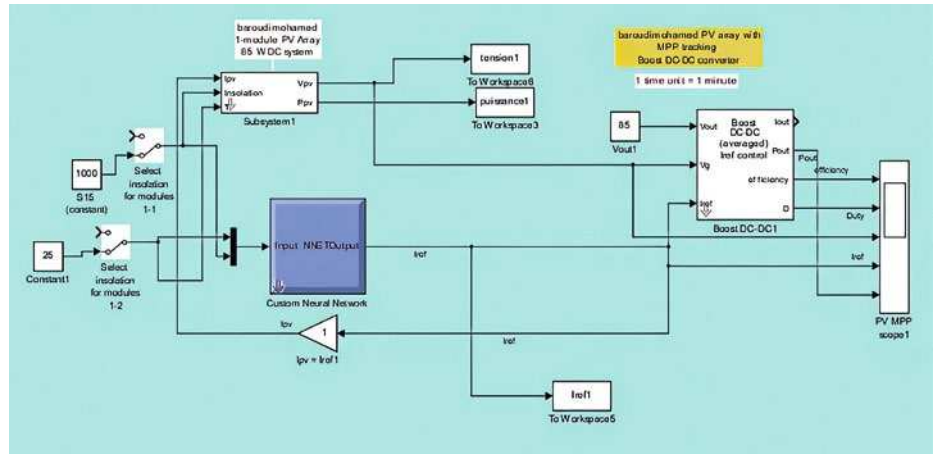 baroudimohamed
1-module PV Array
85 WDC system
Ipv
Insolation
T
Vpv
Ppv
Subsystem1
tension1
To Workspace6
puissance1
To Workspace3
baroudimohamed PV array with
MPP tracking
Boost DC-DC converter
1 time unit = 1 minute
85
Vout1
Vout
Vg
Iref
Boost
DC-DC
(averaged)
Iref control
Iout
Pout
efficiency
D
Boost DC-DC1
Pout
efficiency
Duty
Iref
PV MPP
scope1
1000
S15
(constant)
Select
insolation
for modules
1-1
25
Constant1
Select
insolation
for modules
1-2
Input
NNET
Output
Custom Neural Network
Iref
Ipv
1
Ipv = Iref1
Iref
Iref1
To Workspace5